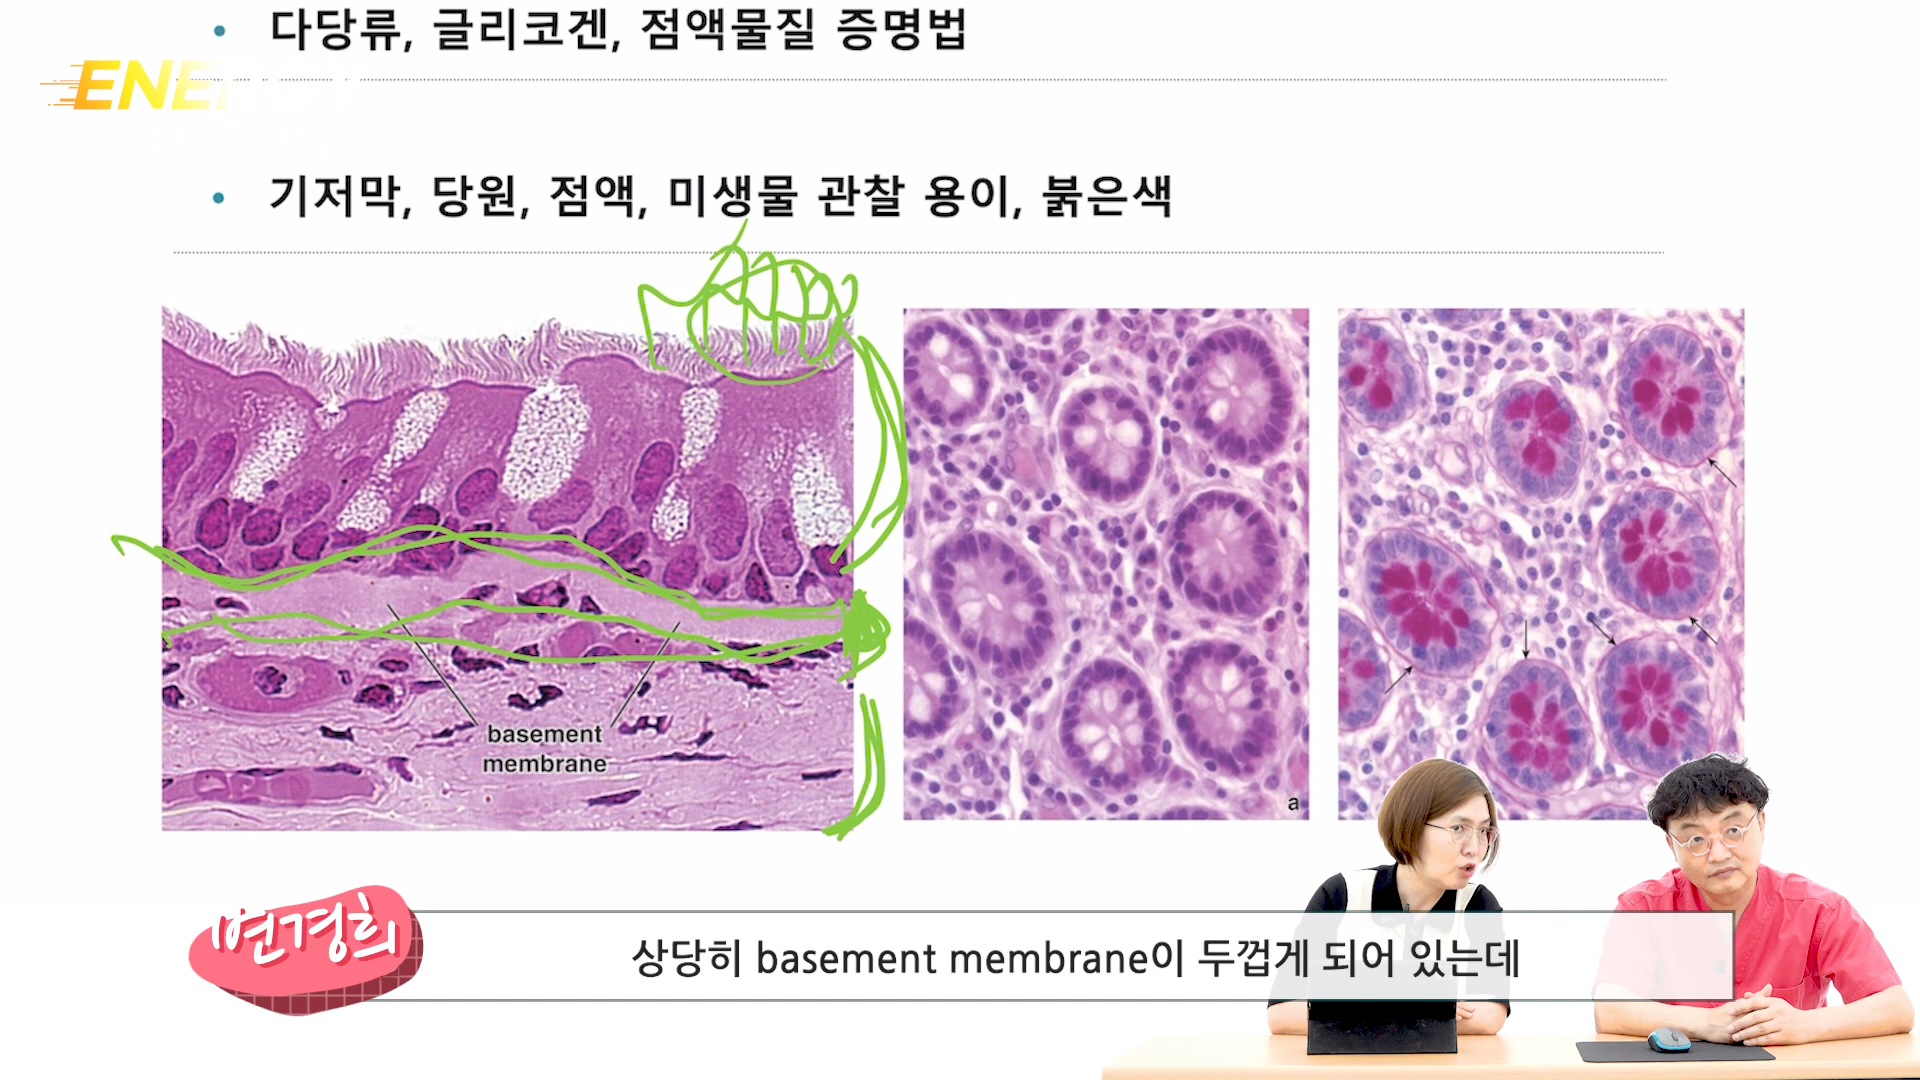 다당류, 글리코겐, 점액물질 증명법
ENE
기저막, 당원, 점액, 미생물 관찰 용이, 붉은색
basement
membrane
a
변경희
상당히 basement membrane이 두껍게 되어 있는데